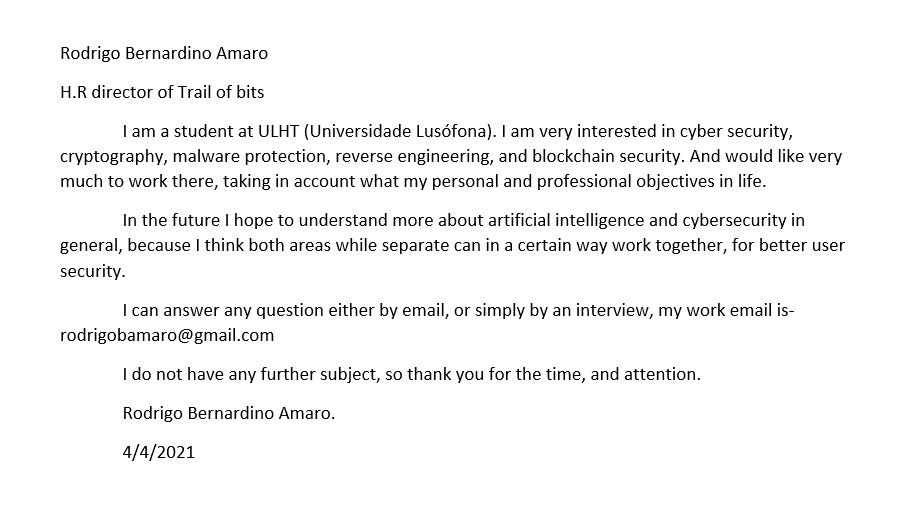 Rodrigo Bernardino Amaro
H.R director of Trail of bits
I am a student at ULHT (Universidade Lusófona). I am very interested in cyber security,
cryptography, malware protection, reverse engineering, and blockchain security. And would like very
much to work there, taking in account what my personal and professional objectives in life.
In the future I hope to understand more about artificial intelligence and cybersecurity in
general, because I think both areas while separate can in a certain way work together, for better user
security.
I can answer any question either by email, or simply by an interview, my work email is-
rodrigobamaro@gmail.com
I do not have any further subject, so thank you for the time, and attention.
Rodrigo Bernardino Amaro.
4/4/2021